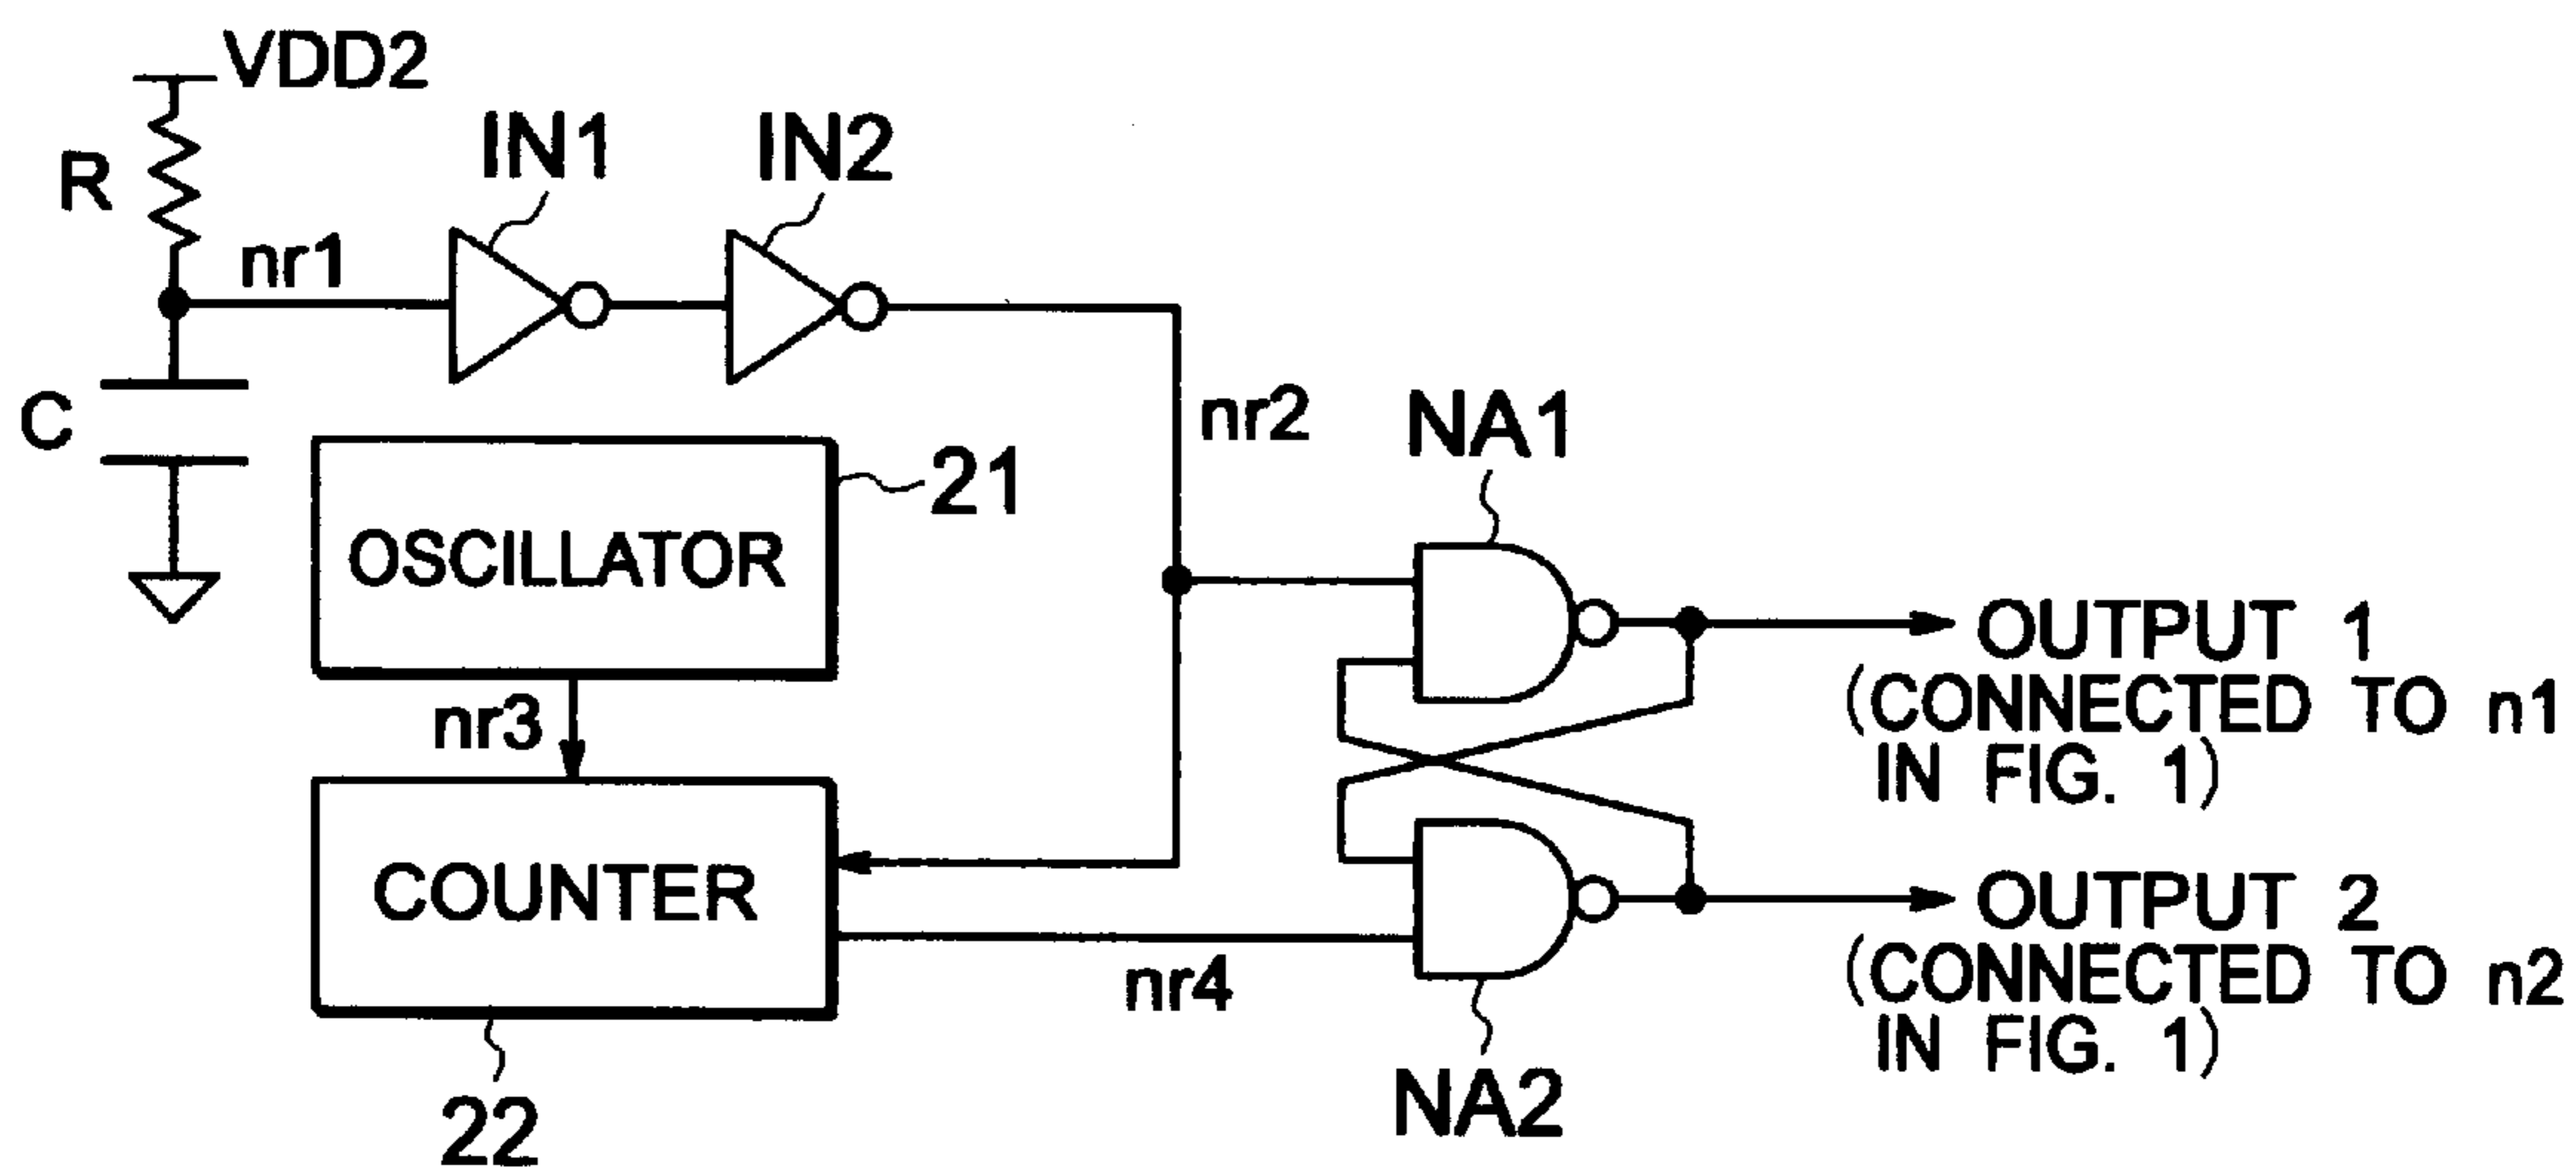 VDD2
R
IN1
IN2
nr1
C
nr2
NA1
21
OSCILLATOR
nr3
OUTPUT 1
(CONNECTED TO n1
IN FIG. 1)
COUNTER
nr4
OUTPUT 2
(CONNECTED TO n2
IN FIG. 1)
22
NA2